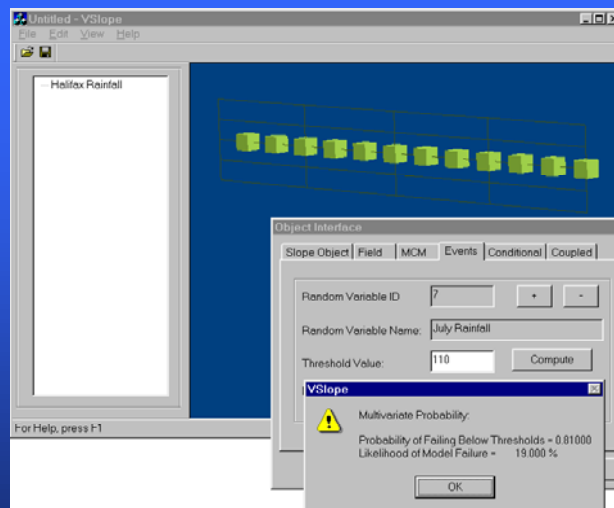 Untitled - VSlope
File Edit View Help
Halifax Rainfall
Object Interface
Slope Object Field MCM Events Conditional Coupled
Random Variable ID 7 + -
Random Variable Name: July Rainfall
Threshold Value: 110 Compute
VSlope
Multivariate Probability:
Probability of Falling Below Thresholds = 0.81000
Likelihood of Model Failure = 19.000 %
OK
For Help, press F1